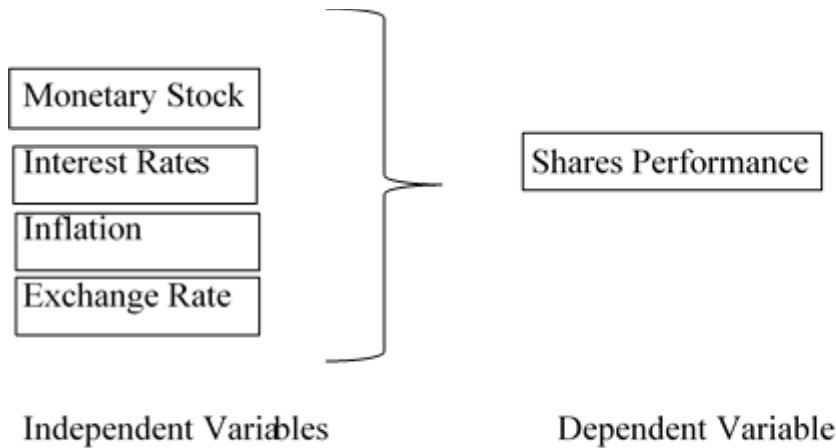 Monetary Stock
Interest Rates
Inflation
Exchange Rate
Shares Performance
Independent Variables
Dependent Variable